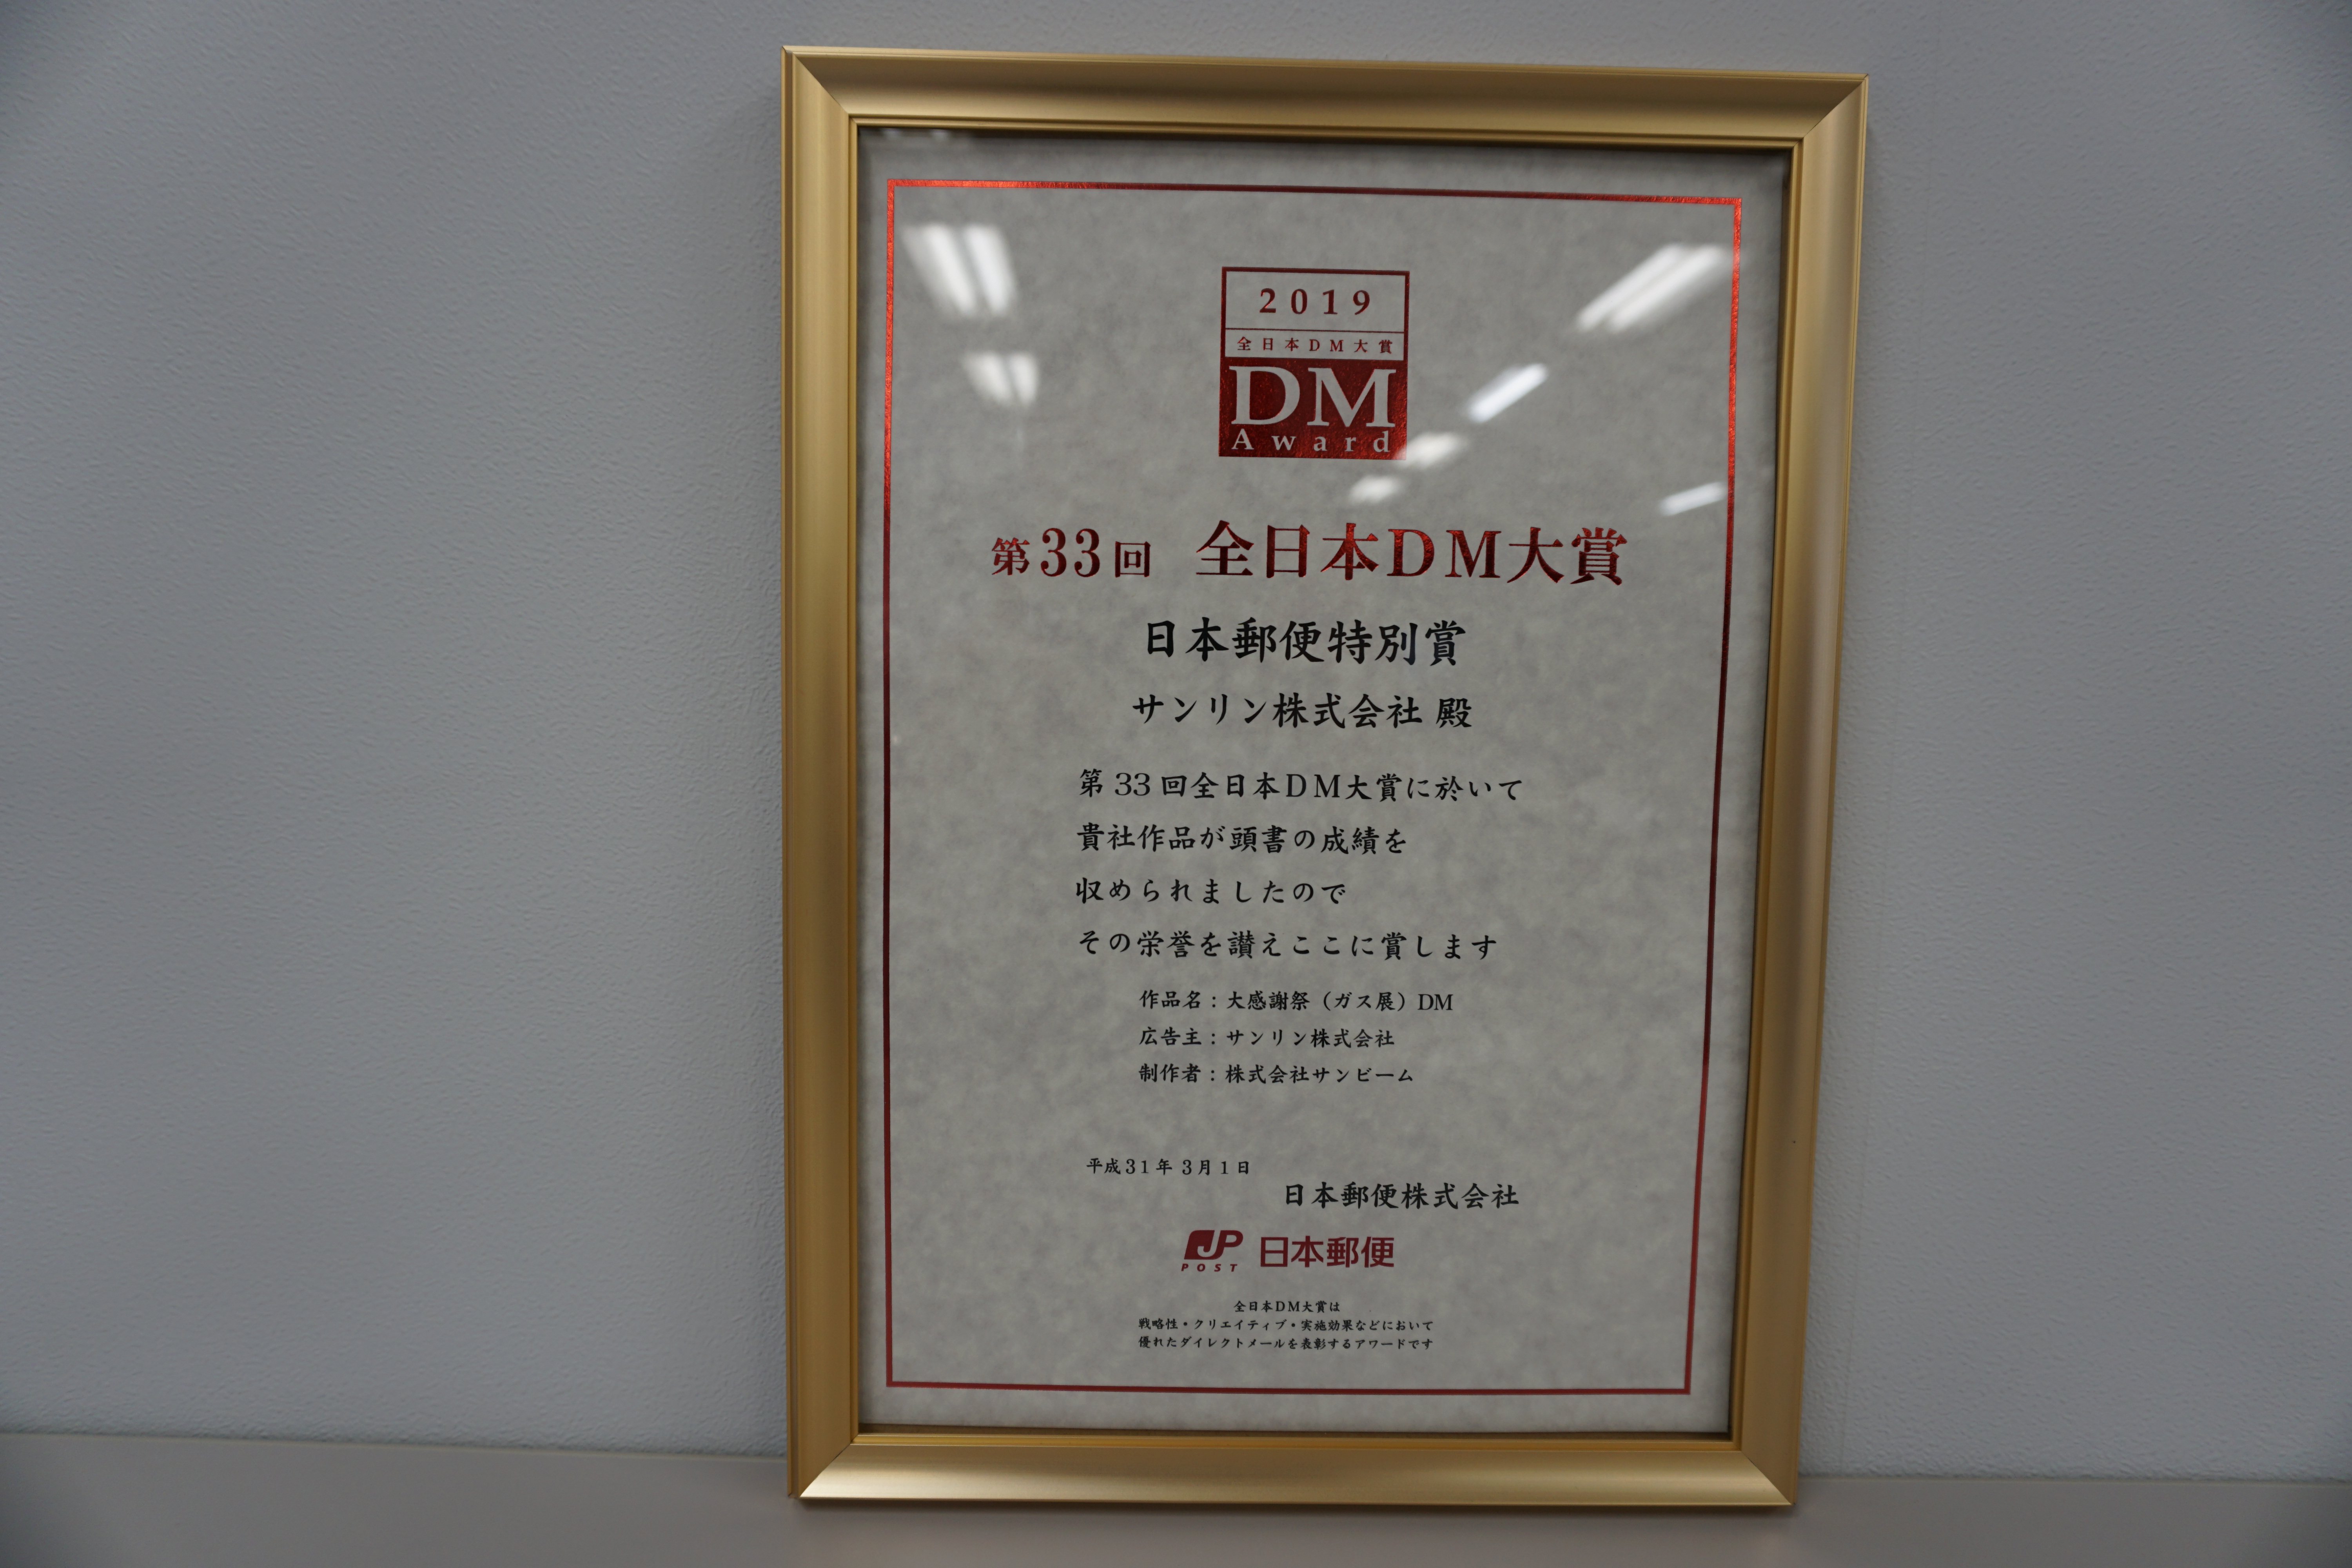 2019
全日本DM大賞
DM
Award
第33回 全日本DM大賞
日本郵便特別賞
サンリン株式会社 殿
第33回全日本DM大賞に於いて
貴社作品が頭書の成績を
収められましたので
その栄誉を讃えここに賞します
作品名：大感謝祭（ガス展）DM
広告主：サンリン株式会社
制作者：株式会社サンビーム
平成31年3月1日
日本郵便株式会社
JP POST 日本郵便
全日本DM大賞は
戦略性・クリエイティブ・実施効果などにおいて
優れたダイレクトメールを表彰するアワードです